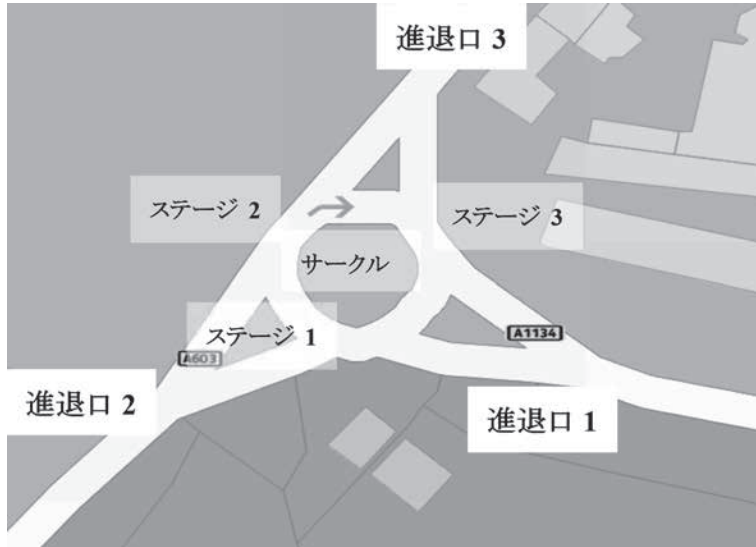 進退口 3
ステージ 2
ステージ 3
サークル
ステージ 1
A1134
A603
進退口 2
進退口 1